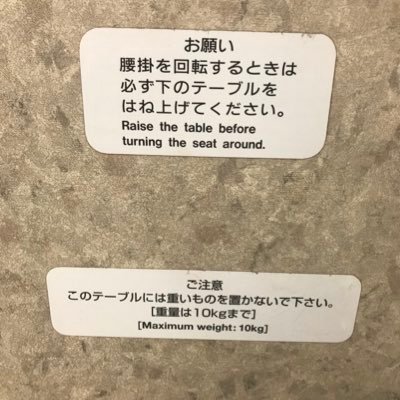 お願い
腰掛を回転するときは
必ず下のテーブルを
はね上げてください。
Raise the table before
turning the seat around.
ご注意
このテーブルには重いものを置かないで下さい。
[重量は10kgまで]
[Maximum weight: 10kg]